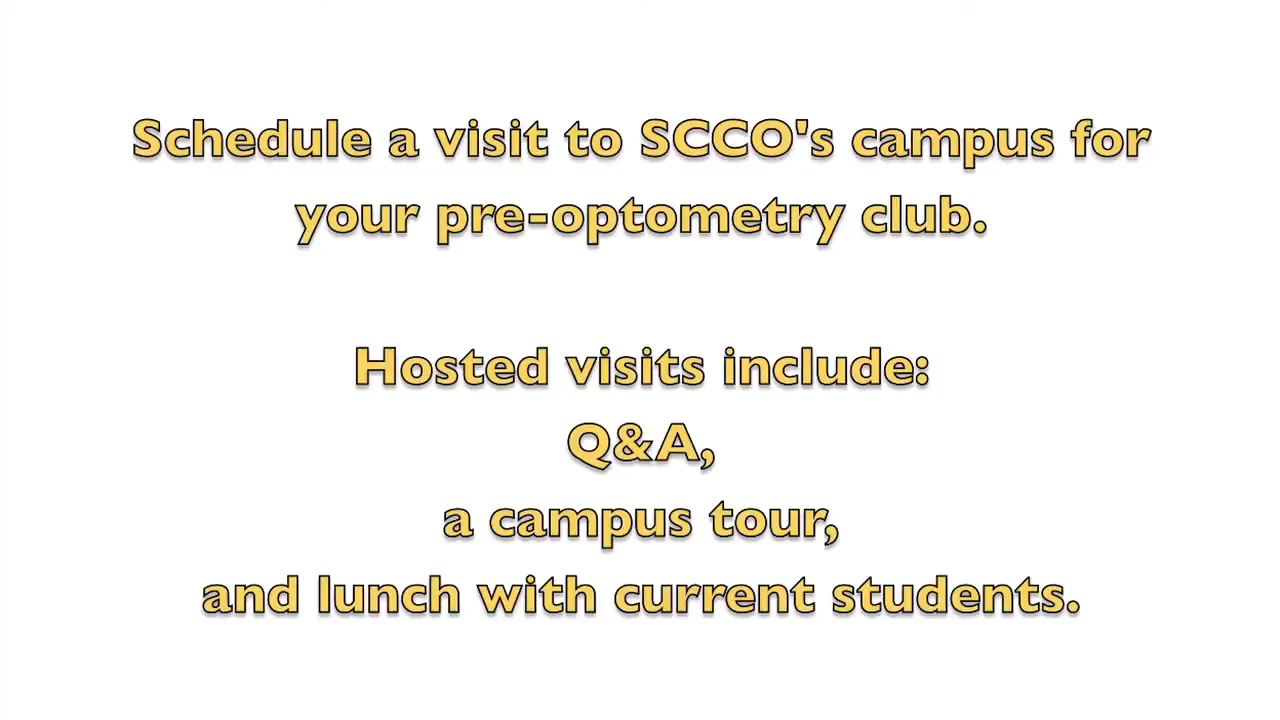 Schedule a visit to SCCO's campus for
your pre-optometry club.
Hosted visits include:
Q&A,
a campus tour,
and lunch with current students.